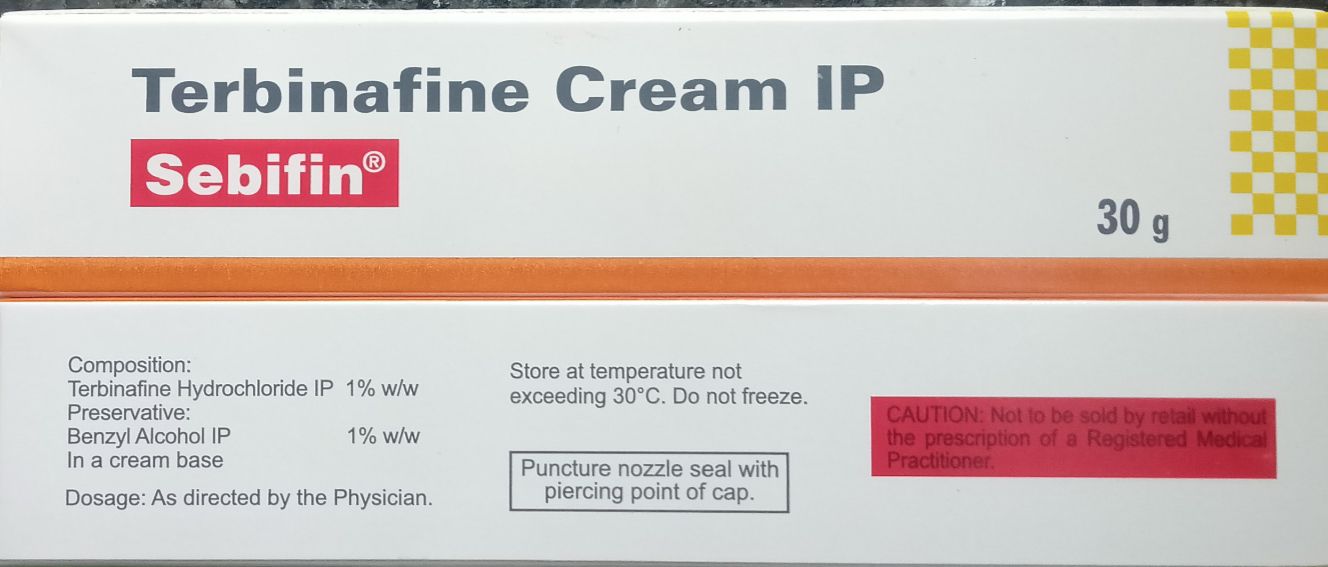 Terbinafine Cream IP
Sebifin®
30 g
Composition:
Terbinafine Hydrochloride IP 1% w/w
Preservative:
Benzyl Alcohol IP 1% w/w
In a cream base
Dosage: As directed by the Physician.
Store at temperature not
exceeding 30°C. Do not freeze.
Puncture nozzle seal with
piercing point of cap.
CAUTION: Not to be sold by retail without
the prescription of a Registered Medical
Practitioner.